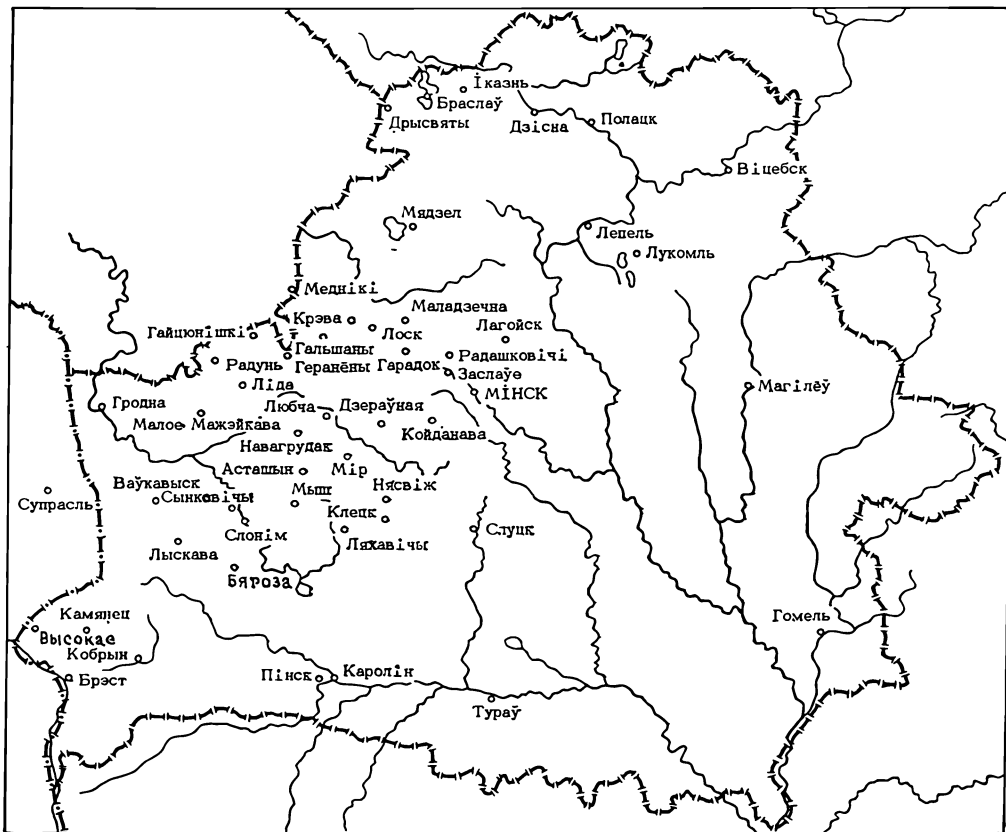 Іказнь
Браслаў
Дрысвяты
Дзісна
Полацк
Віцебск
Мядзел
Лепель
Лукомль
Меднікі
Маладзечна
Крэва
Лоск
Лагойск
Гайцюнішкі
Гальшаны
Гарадок
Радашковічі
Радунь
Геранёны
Заслаўе
Ліда
МІНСК
Магілёў
Гродна
Любча
Дзераўная
Малое Мажэйкава
Койданава
Навагрудак
Мір
Асташын
Нясвіж
Ваўкавыск
Сынковічы
Мыш
Супрасль
Клецк
Слонім
Ляхавічы
Слуцк
Лыскава
Бяроза
Камянец
Высокае
Кобрын
Гомель
Брэст
Пінск
Каролін
Тураў